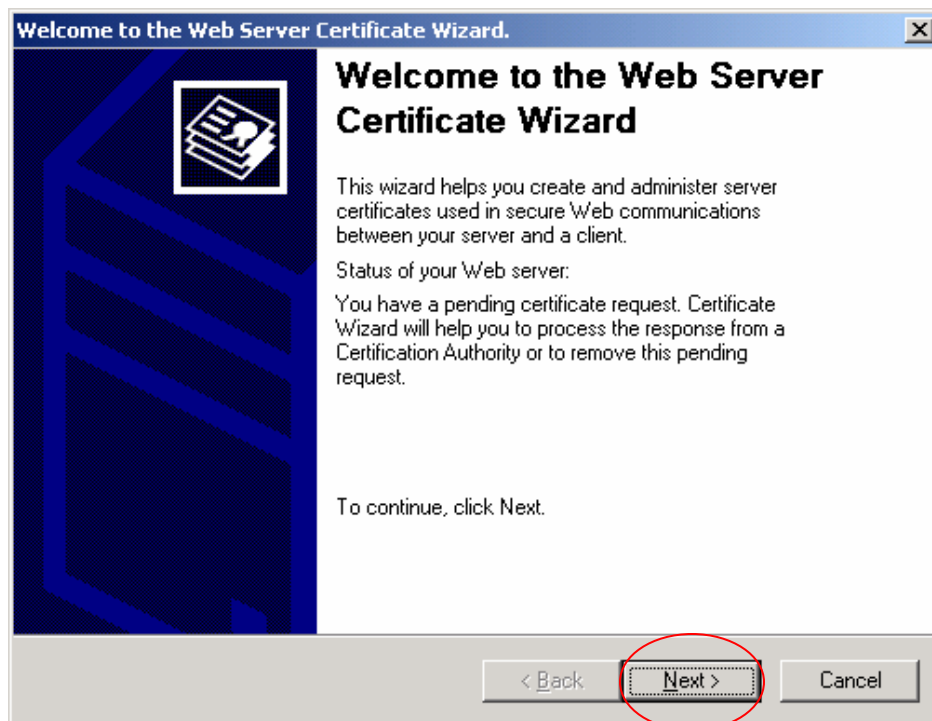 Welcome to the Web Server Certificate Wizard.
Welcome to the Web Server
Certificate Wizard
This wizard helps you create and administer server
certificates used in secure Web communications
between your server and a client.
Status of your Web server:
You have a pending certificate request. Certificate
Wizard will help you to process the response from a
Certification Authority or to remove this pending
request.
To continue, click Next.
< Back Next > Cancel